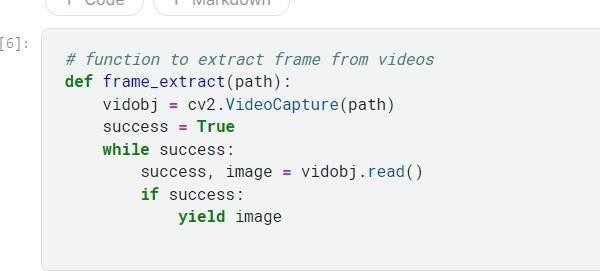 + Code
+ Markdown
[6]:
# function to extract frame from videos
def frame_extract(path):
    vidobj = cv2.VideoCapture(path)
    success = True
    while success:
        success, image = vidobj.read()
        if success:
            yield image